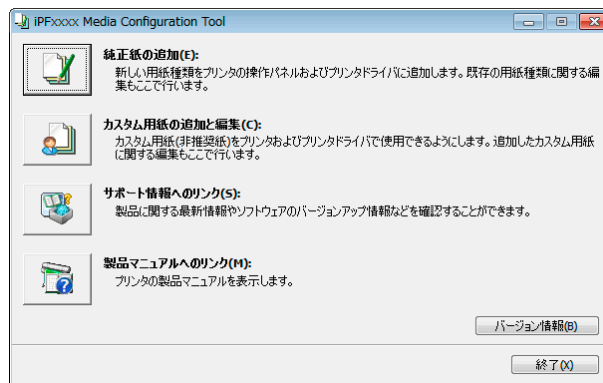 iPFxxxx Media Configuration Tool
純正紙の追加(E):
新しい用紙種類をプリンタの操作パネルおよびプリンタドライバに追加します。既存の用紙種類に関する編
集もここで行います。
カスタム用紙の追加と編集(C):
カスタム用紙(非推奨紙)をプリンタおよびプリンタドライバで使用できるようにします。追加したカスタム用紙
に関する編集もここで行います。
サポート情報へのリンク(S):
製品に関する最新情報やソフトウェアのバージョンアップ情報などを確認することができます。
製品マニュアルへのリンク(M):
プリンタの製品マニュアルを表示します。
バージョン情報(B)
終了(X)